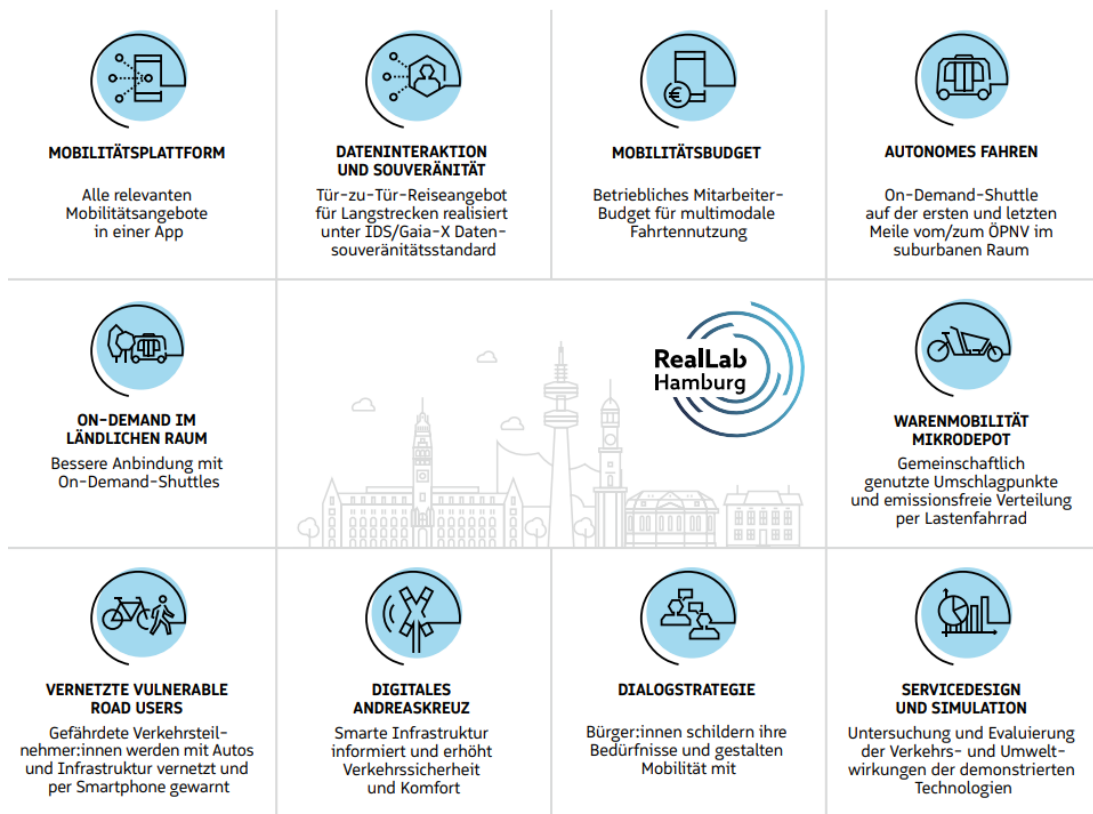 MOBILITÄTSPLATTFORM
Alle relevanten
Mobilitätsangebote
in einer App
DATENINTERAKTION
UND SOUVERÄNITÄT
Tür-zu-Tür-Reiseangebot
für Langstrecken realisiert
unter IDS/Gaia-X Daten-
souveränitätsstandard
MOBILITÄTSBUDGET
Betriebliches Mitarbeiter-
Budget für multimodale
Fahrtennutzung
AUTONOMES FAHREN
On-Demand-Shuttle
auf der ersten und letzten
Meile vom/zum ÖPNV im
suburbanen Raum
ON-DEMAND IM
LÄNDLICHEN RAUM
Bessere Anbindung mit
On-Demand-Shuttles
RealLab
Hamburg
WARENMOBILITÄT
MIKRODEPOT
Gemeinschaftlich
genutzte Umschlagpunkte
und emissionsfreie Verteilung
per Lastenfahrrad
VERNETZTE VULNERABLE
ROAD USERS
Gefährdete Verkehrsteil-
nehmer:innen werden mit Autos
und Infrastruktur vernetzt und
per Smartphone gewarnt
DIGITALES
ANDREASKREUZ
Smarte Infrastruktur
informiert und erhöht
Verkehrssicherheit
und Komfort
DIALOGSTRATEGIE
Bürger:innen schildern ihre
Bedürfnisse und gestalten
Mobilität mit
SERVICEDESIGN
UND SIMULATION
Untersuchung und Evaluierung
der Verkehrs- und Umwelt-
wirkungen der demonstrierten
Technologien